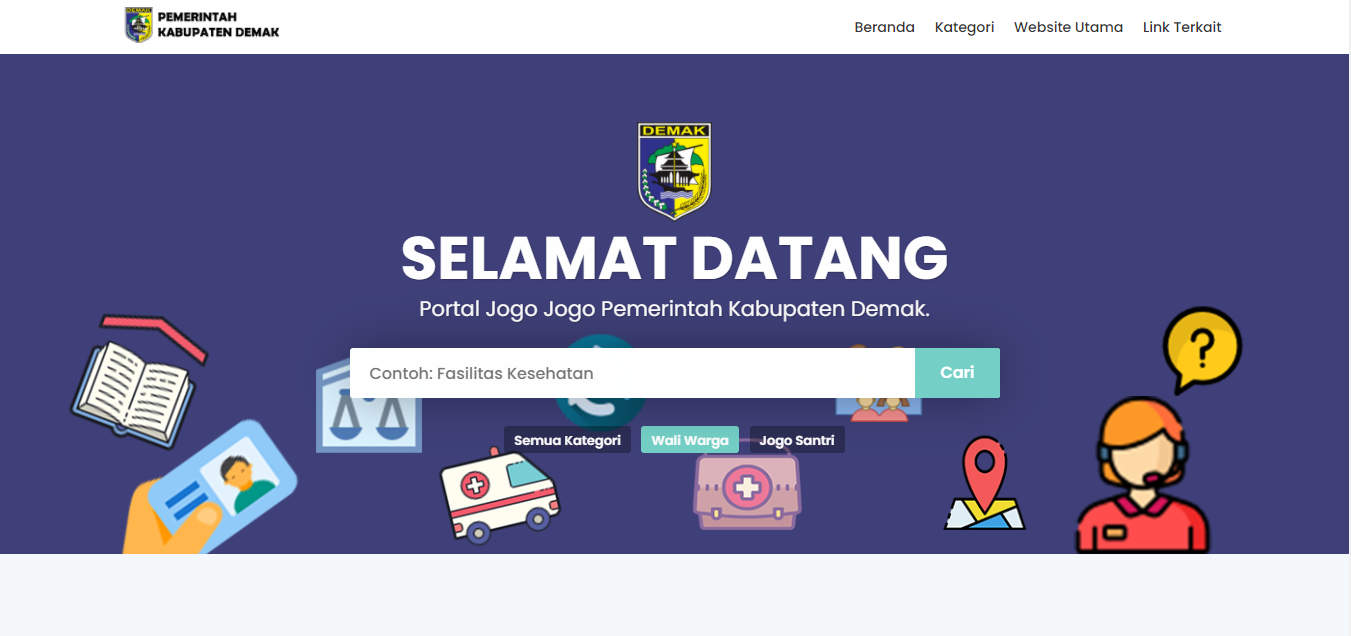 PEMERINTAH
KABUPATEN DEMAK
Beranda Kategori Website Utama Link Terkait
DEMAK
SELAMAT DATANG
Portal Jogo Jogo Pemerintah Kabupaten Demak.
Contoh: Fasilitas Kesehatan Cari
Semua Kategori Wali Warga Jogo Santri